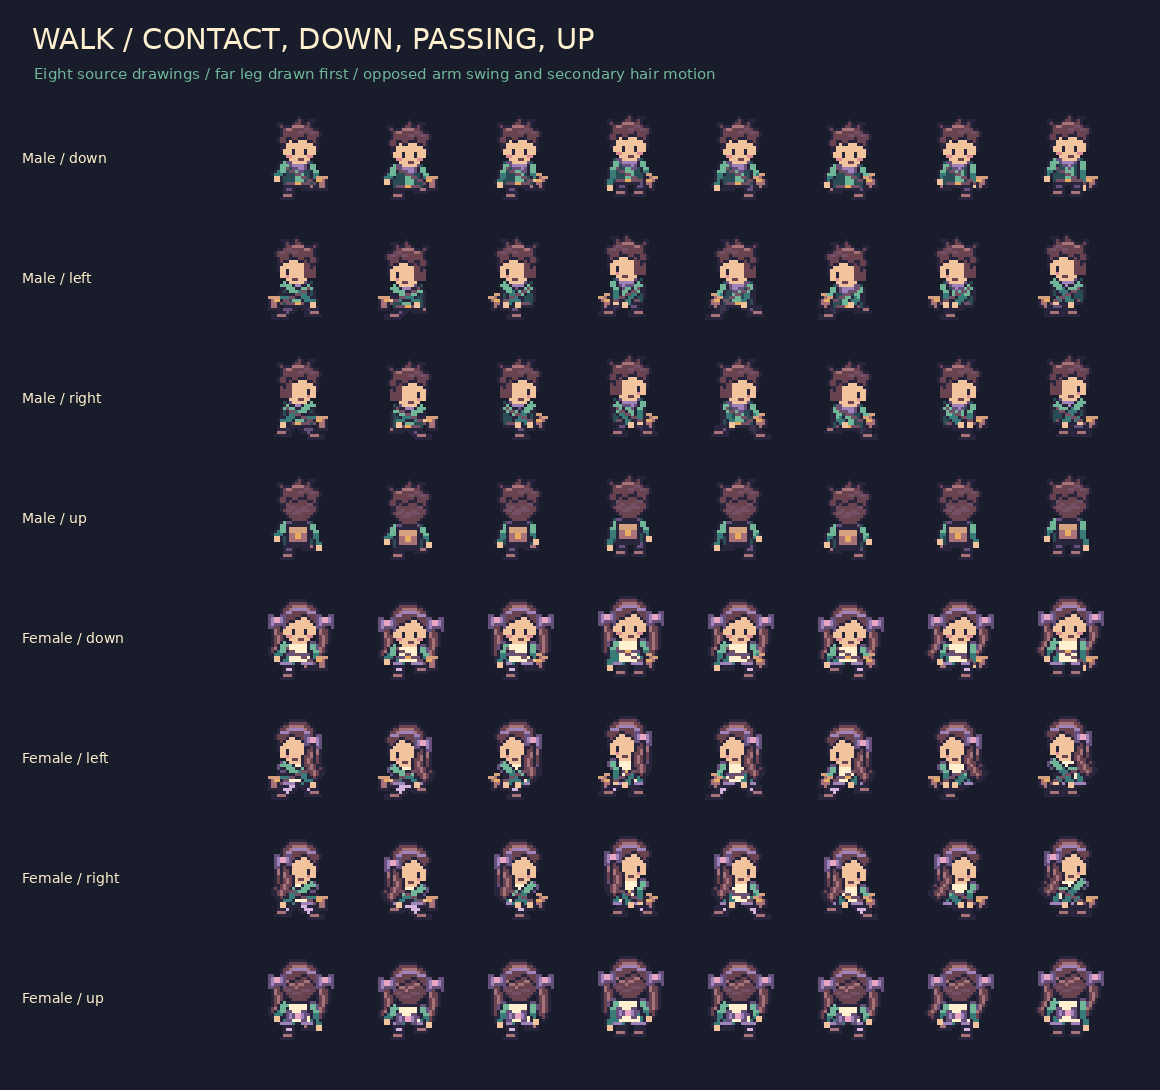 WALK / CONTACT, DOWN, PASSING, UP
Eight source drawings / far leg drawn first / opposed arm swing and secondary hair motion
Male / down
Male / left
Male / right
Male / up
Female / down
Female / left
Female / right
Female / up